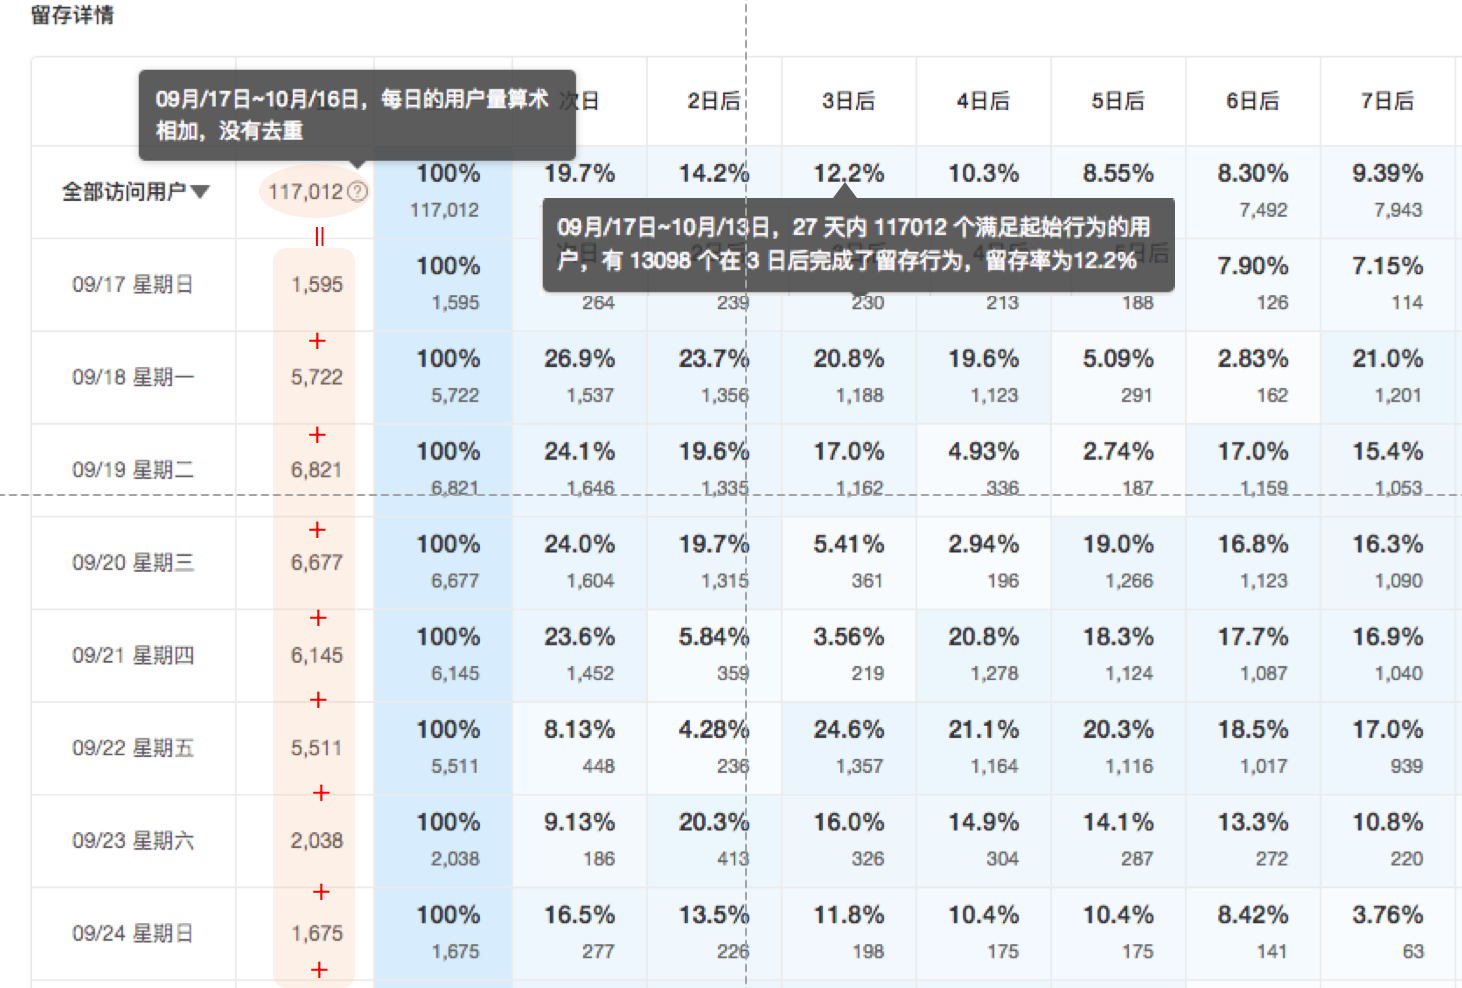 留存详情
09月/17日~10月/16日，每日的用户量算术
相加，没有去重
次日 2日后 3日后 4日后 5日后 6日后 7日后
全部访问用户 117,012 100% 19.7% 14.2% 12.2% 10.3% 8.55% 8.30% 9.39%
117,012 7,492 7,943
09月/17日~10月/13日，27 天内 117012 个满足起始行为的用
户，有 13098 个在 3 日后完成了留存行为，留存率为12.2%
09/17 星期日 1,595 100% 7.90% 7.15%
1,595 264 239 230 213 188 126 114
+
09/18 星期一 5,722 100% 26.9% 23.7% 20.8% 19.6% 5.09% 2.83% 21.0%
5,722 1,537 1,356 1,188 1,123 291 162 1,201
+
09/19 星期二 6,821 100% 24.1% 19.6% 17.0% 4.93% 2.74% 17.0% 15.4%
6,821 1,646 1,335 1,162 336 187 1,159 1,053
+
09/20 星期三 6,677 100% 24.0% 19.7% 5.41% 2.94% 19.0% 16.8% 16.3%
6,677 1,604 1,315 361 196 1,266 1,123 1,090
+
09/21 星期四 6,145 100% 23.6% 5.84% 3.56% 20.8% 18.3% 17.7% 16.9%
6,145 1,452 359 219 1,278 1,124 1,087 1,040
+
09/22 星期五 5,511 100% 8.13% 4.28% 24.6% 21.1% 20.3% 18.5% 17.0%
5,511 448 236 1,357 1,164 1,116 1,017 939
+
09/23 星期六 2,038 100% 9.13% 20.3% 16.0% 14.9% 14.1% 13.3% 10.8%
2,038 186 413 326 304 287 272 220
+
09/24 星期日 1,675 100% 16.5% 13.5% 11.8% 10.4% 10.4% 8.42% 3.76%
1,675 277 226 198 175 175 141 63
+